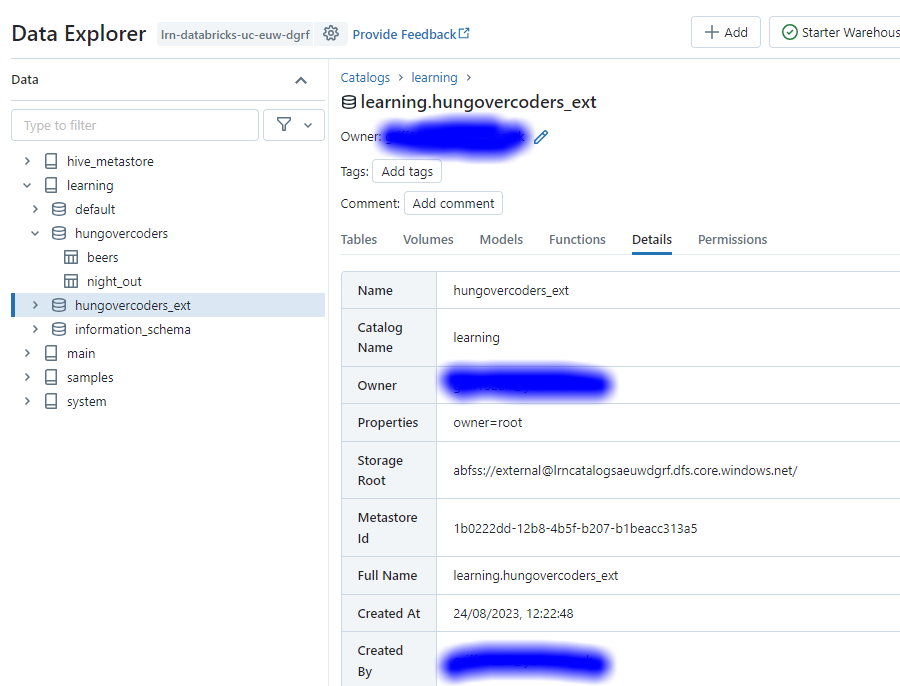 Data Explorer lrn-databricks-uc-euw-dgrf Provide Feedback + Add Starter Warehous
Data
Type to filter
hive_metastore
learning
default
hungovercoders
beers
night_out
hungovercoders_ext
information_schema
main
samples
system
Catalogs > learning >
learning.hungovercoders_ext
Owner:
Tags: Add tags
Comment: Add comment
Tables Volumes Models Functions Details Permissions
Name hungovercoders_ext
Catalog
Name
learning
Owner
Properties owner=root
Storage
Root
abfss://external@lrncatalogsaeuwdgrf.dfs.core.windows.net/
Metastore
Id
1b0222dd-12b8-4b5f-b207-b1beacc313a5
Full Name learning.hungovercoders_ext
Created At 24/08/2023, 12:22:48
Created
By